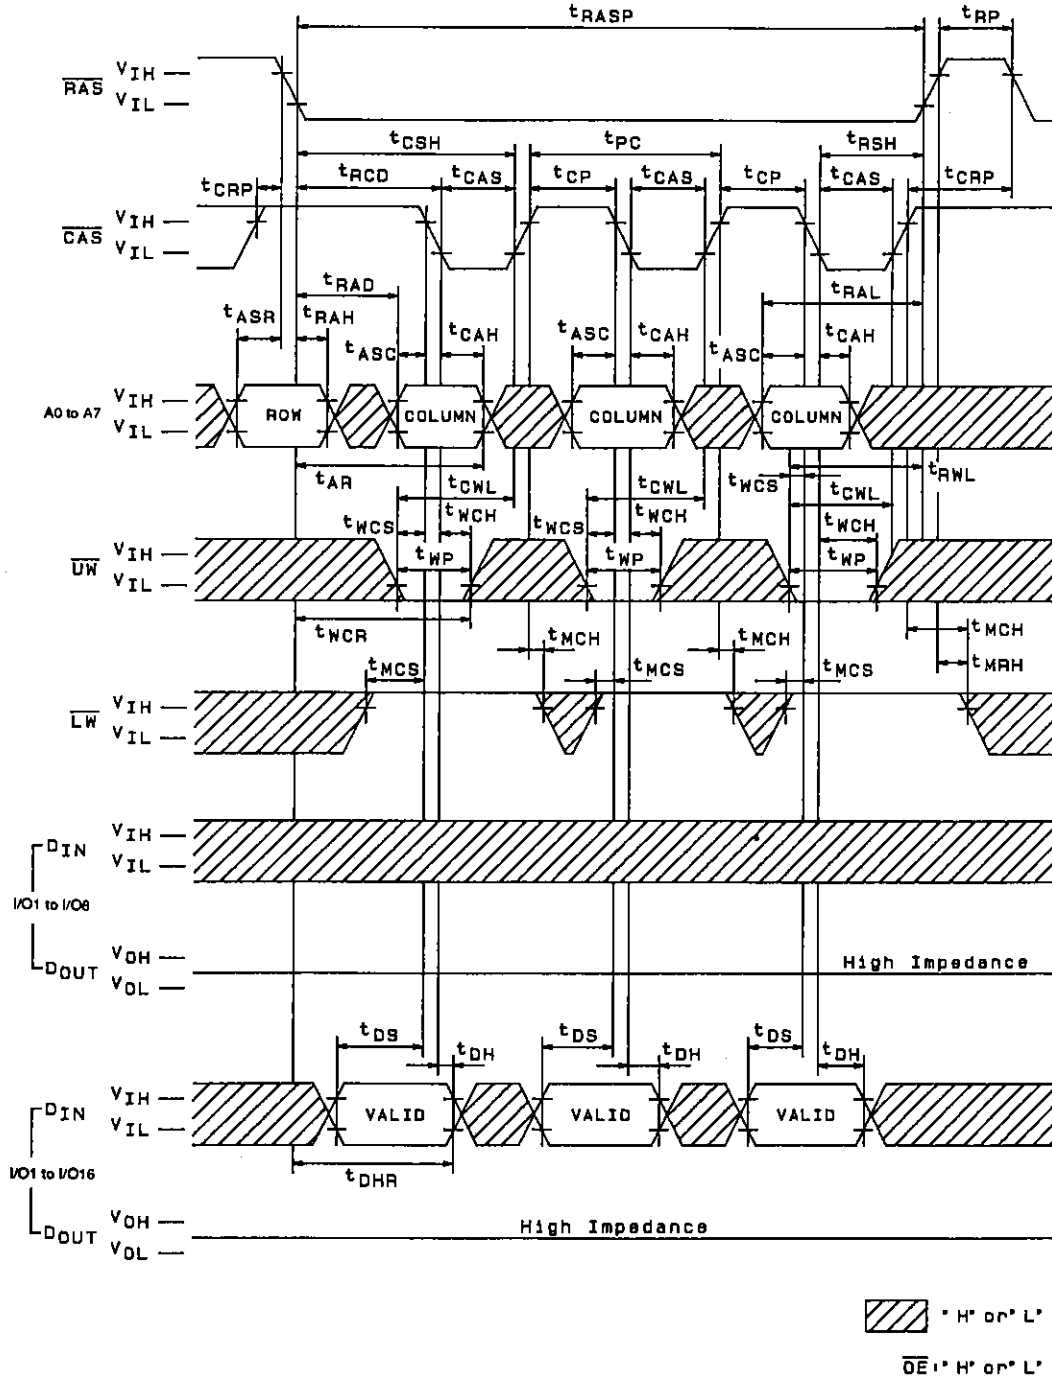 tRASP tRP
RAS VIH
VIL
tCSH tPC tRSH
tCRP tRCD tCAS tCP tCAS tCP tCAS tCRP
CAS VIH
VIL
tRAD tRAL
tASR tRAH tASC tCAH tASC tCAH tASC tCAH
A0 to A7 VIH
VIL
ROW COLUMN COLUMN COLUMN
tAR tCWL tCWL tWCS tRWL
tCWL
tWCS tWCH tWCS tWCH tWCH
UW VIH
VIL
tWP tWP tWP
tWCR tMCH tMCH tMCH
tMCS tMCS tMCS tMRH
LW VIH
VIL
DIN VIH
VIL
I/O1 to I/O8
DOUT VOH
VOL
High Impedance
tDS tDH tDS tDH tDS tDH
DIN VIH
VIL
VALID VALID VALID
I/O1 to I/O16
tDHR
DOUT VOH
VOL
High Impedance
"H" or "L"
OE: "H" or "L"